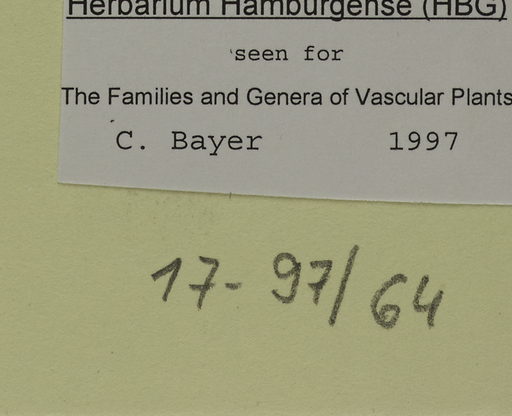 Herbarium Hamburgense (HBG)
seen for
The Families and Genera of Vascular Plants
C. Bayer 1997
17-97/64